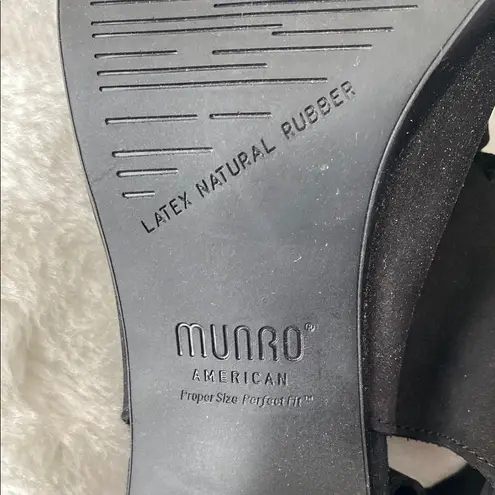 LATEX NATURAL RUBBER
MUNRO®
AMERICAN
Proper Size Perfect Fit™